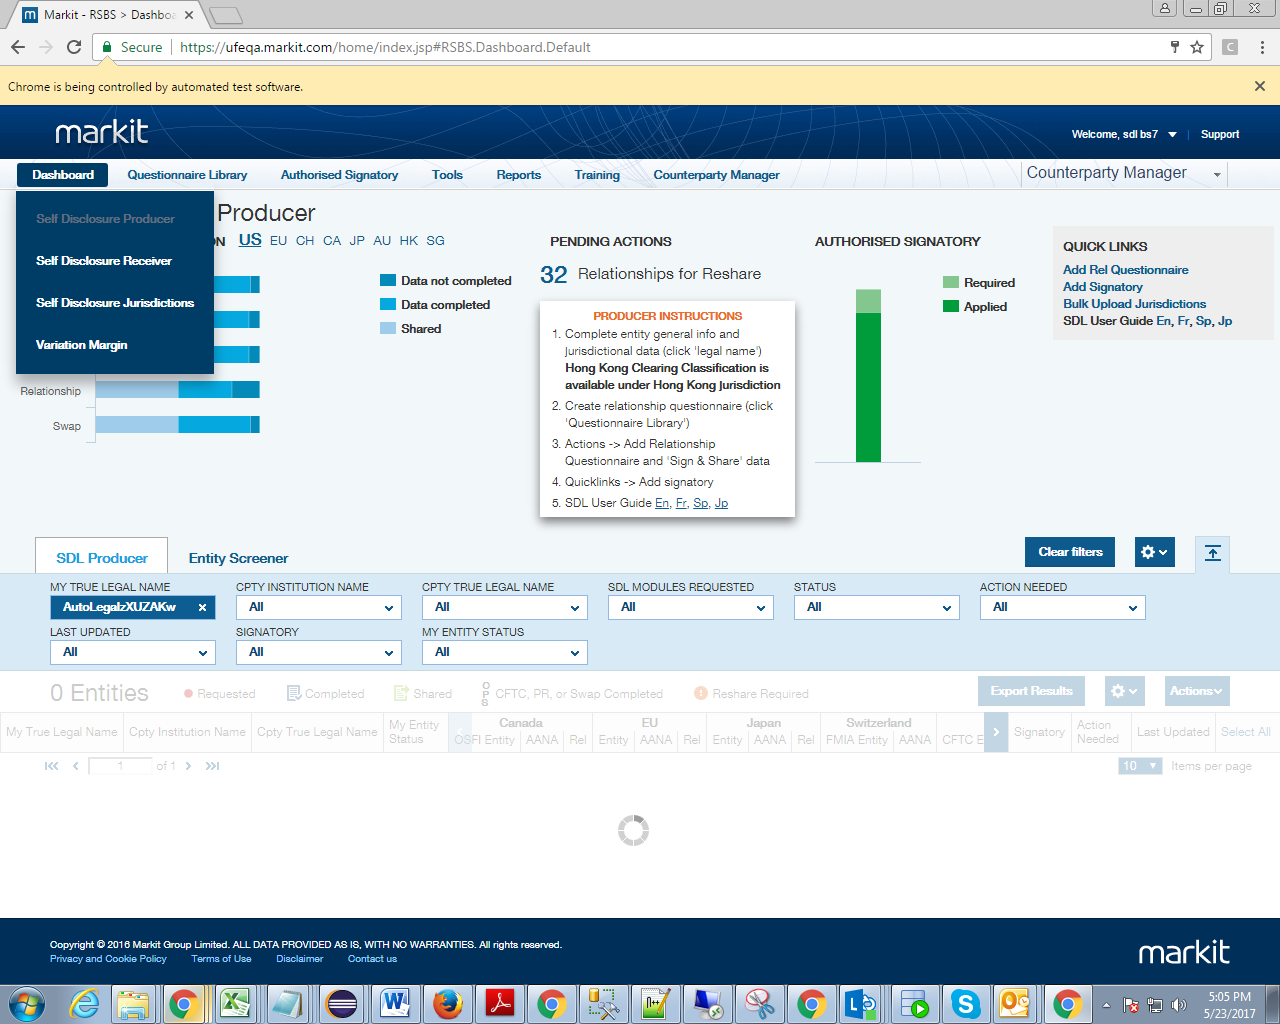 Markit - RSBS > Dashboa
Secure
https://ufeqa.markit.com/home/index.jsp#RSBS.Dashboard.Default
C
Chrome is being controlled by automated test software.
markit
Welcome, sdl bs7
Support
Dashboard
Questionnaire Library
Authorised Signatory
Tools
Reports
Training
Counterparty Manager
Counterparty Manager
Self Disclosure Producer
Self Disclosure Receiver
Self Disclosure Jurisdictions
Variation Margin
Producer
US EU CH CA JP AU HK SG
Data not completed
Data completed
Shared
Relationship
Swap
PENDING ACTIONS
32 Relationships for Reshare
PRODUCER INSTRUCTIONS
1. Complete entity general info and
jurisdictional data (click 'legal name')
Hong Kong Clearing Classification is
available under Hong Kong Jurisdiction
2. Create relationship questionnaire (click
'Questionnaire Library')
3. Actions -> Add Relationship
Questionnaire and 'Sign & Share' data
4. Quicklinks -> Add signatory
5. SDL User Guide En, Fr, Sp, Jp
AUTHORISED SIGNATORY
Required
Applied
QUICK LINKS
Add Rel Questionnaire
Add Signatory
Bulk Upload Jurisdictions
SDL User Guide En, Fr, Sp, Jp
SDL Producer
Entity Screener
Clear filters
MY TRUE LEGAL NAME
AutoLegalzXUZAKw
CPTY INSTITUTION NAME
All
CPTY TRUE LEGAL NAME
All
SDL MODULES REQUESTED
All
STATUS
All
ACTION NEEDED
All
LAST UPDATED
All
SIGNATORY
All
MY ENTITY STATUS
All
0 Entities
Requested
Completed
Shared
OPS CFTC, PR, or Swap Completed
Reshare Required
Export Results
Actions
My True Legal Name
Cpty Institution Name
Cpty True Legal Name
My Entity
Status
Canada
OSFI Entity AANA Rel
EU
Entity AANA Rel
Japan
Entity AANA Rel
Switzerland
FMIA Entity AANA
CFTC E
Signatory
Action
Needed
Last Updated
Select All
1 of 1
10 Items per page
Copyright © 2016 Markit Group Limited. ALL DATA PROVIDED AS IS, WITH NO WARRANTIES. All rights reserved.
Privacy and Cookie Policy
Terms of Use
Disclaimer
Contact us
markit
5:05 PM
5/23/2017